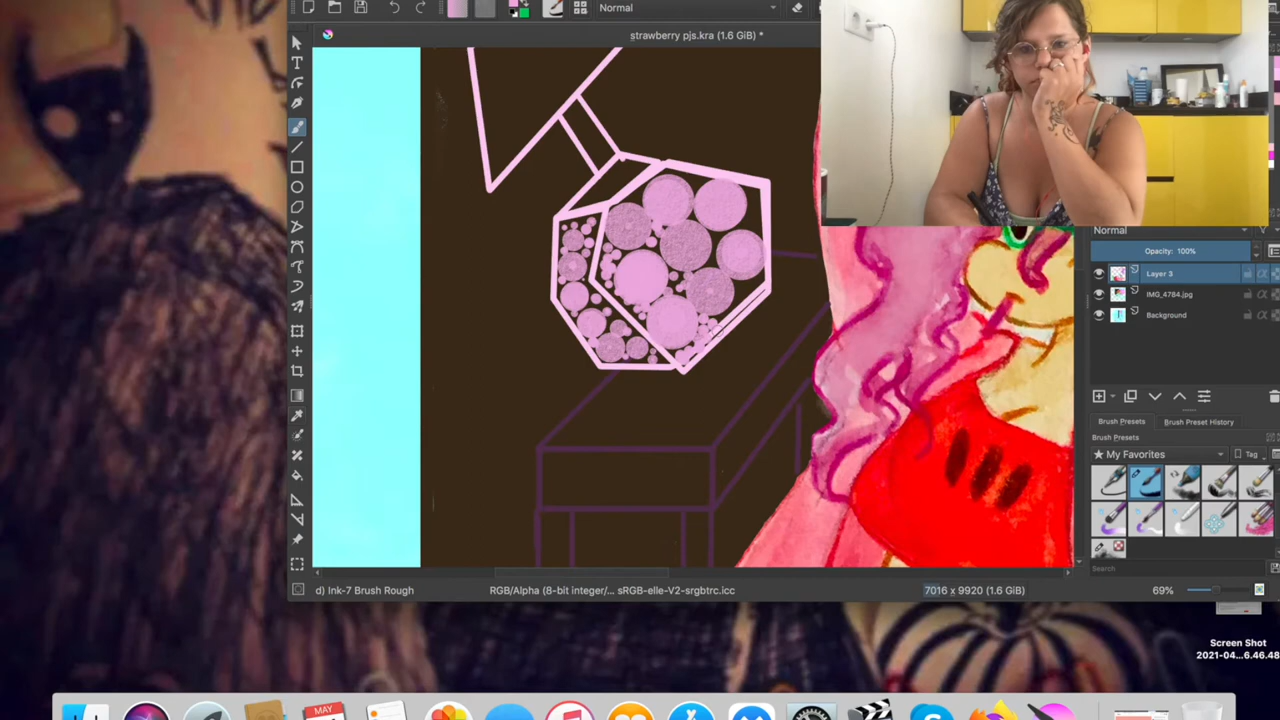 Normal
strawberry pjs.kra (1.6 GiB) *
Normal
Opacity: 100%
Layer 3
IMG_4784.jpg
Background
Brush Presets
Brush Preset History
Brush Presets
★ My Favorites
Tag
Search
d) Ink-7 Brush Rough
RGB/Alpha (8-bit integer/... sRGB-elle-V2-srgbtrc.icc
7016 x 9920 (1.6 GiB)
69%
Screen Shot
2021-04...6.46.48
MAY